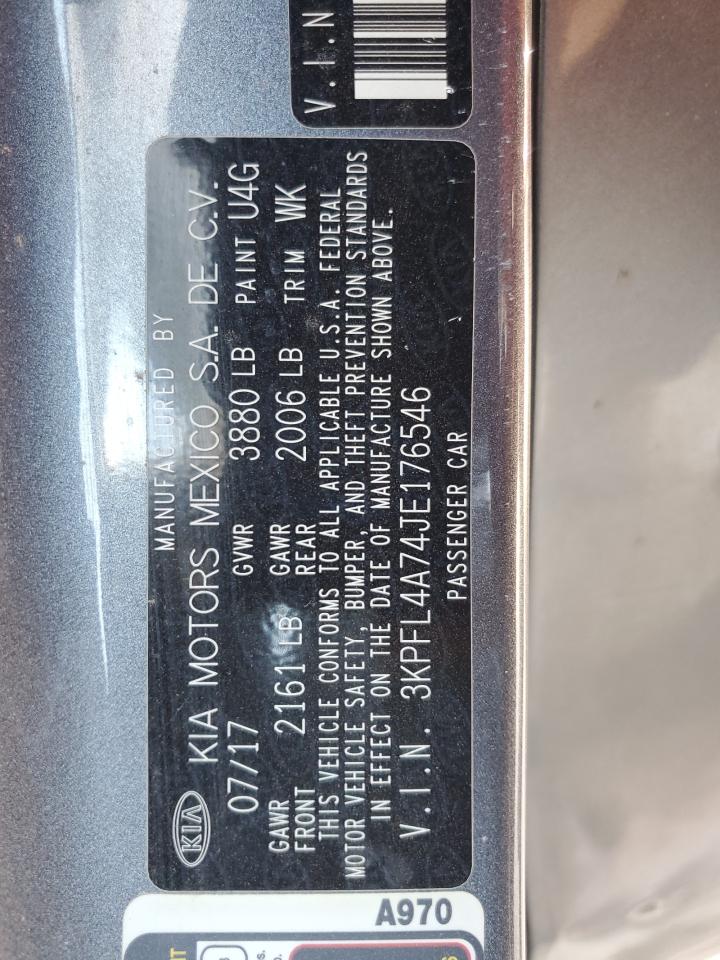 MANUFACTURED BY
KIA KIA MOTORS MEXICO S.A. DE C.V.
07/17 GVWR 3880 LB PAINT U4G
GAWR FRONT 2161 LB GAWR REAR 2006 LB TRIM WK
THIS VEHICLE CONFORMS TO ALL APPLICABLE U.S.A. FEDERAL
MOTOR VEHICLE SAFETY, BUMPER, AND THEFT PREVENTION STANDARDS
IN EFFECT ON THE DATE OF MANUFACTURE SHOWN ABOVE.
V.I.N. 3KPFL4A74JE176546
PASSENGER CAR
V.I.N
A970